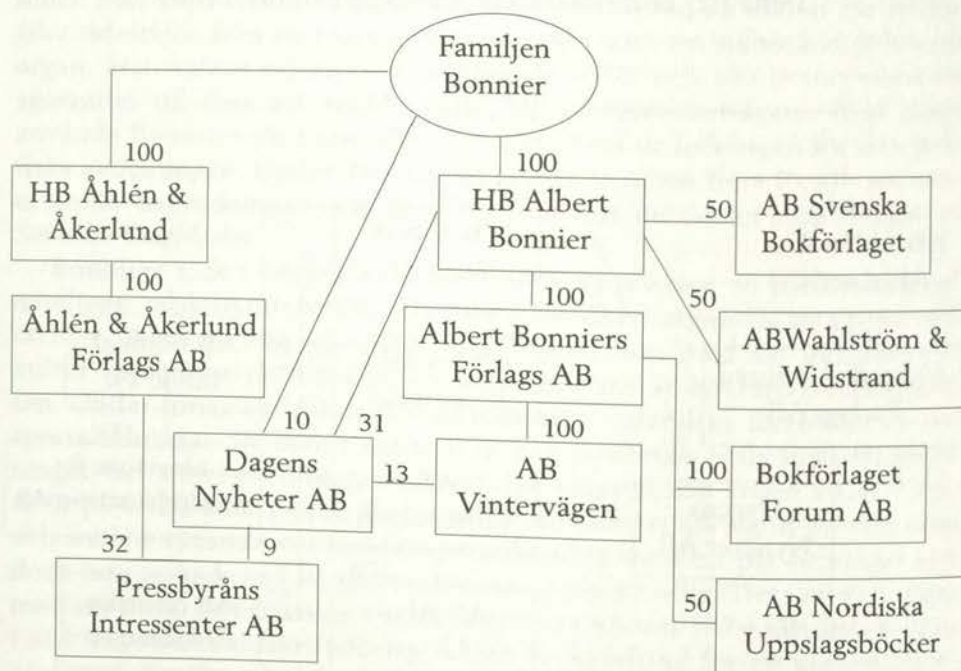 Familjen
Bonnier
100
100
HB Åhlén &
Åkerlund
HB Albert
Bonnier
50
AB Svenska
Bokförlaget
100
100
50
Åhlén & Åkerlund
Förlags AB
Albert Bonniers
Förlags AB
ABWahlström &
Widstrand
10
31
100
Dagens
Nyheter AB
13
AB
Vintervägen
100
Bokförlaget
Forum AB
32
9
Pressbyråns
Intressenter AB
50
AB Nordiska
Uppslagsböcker